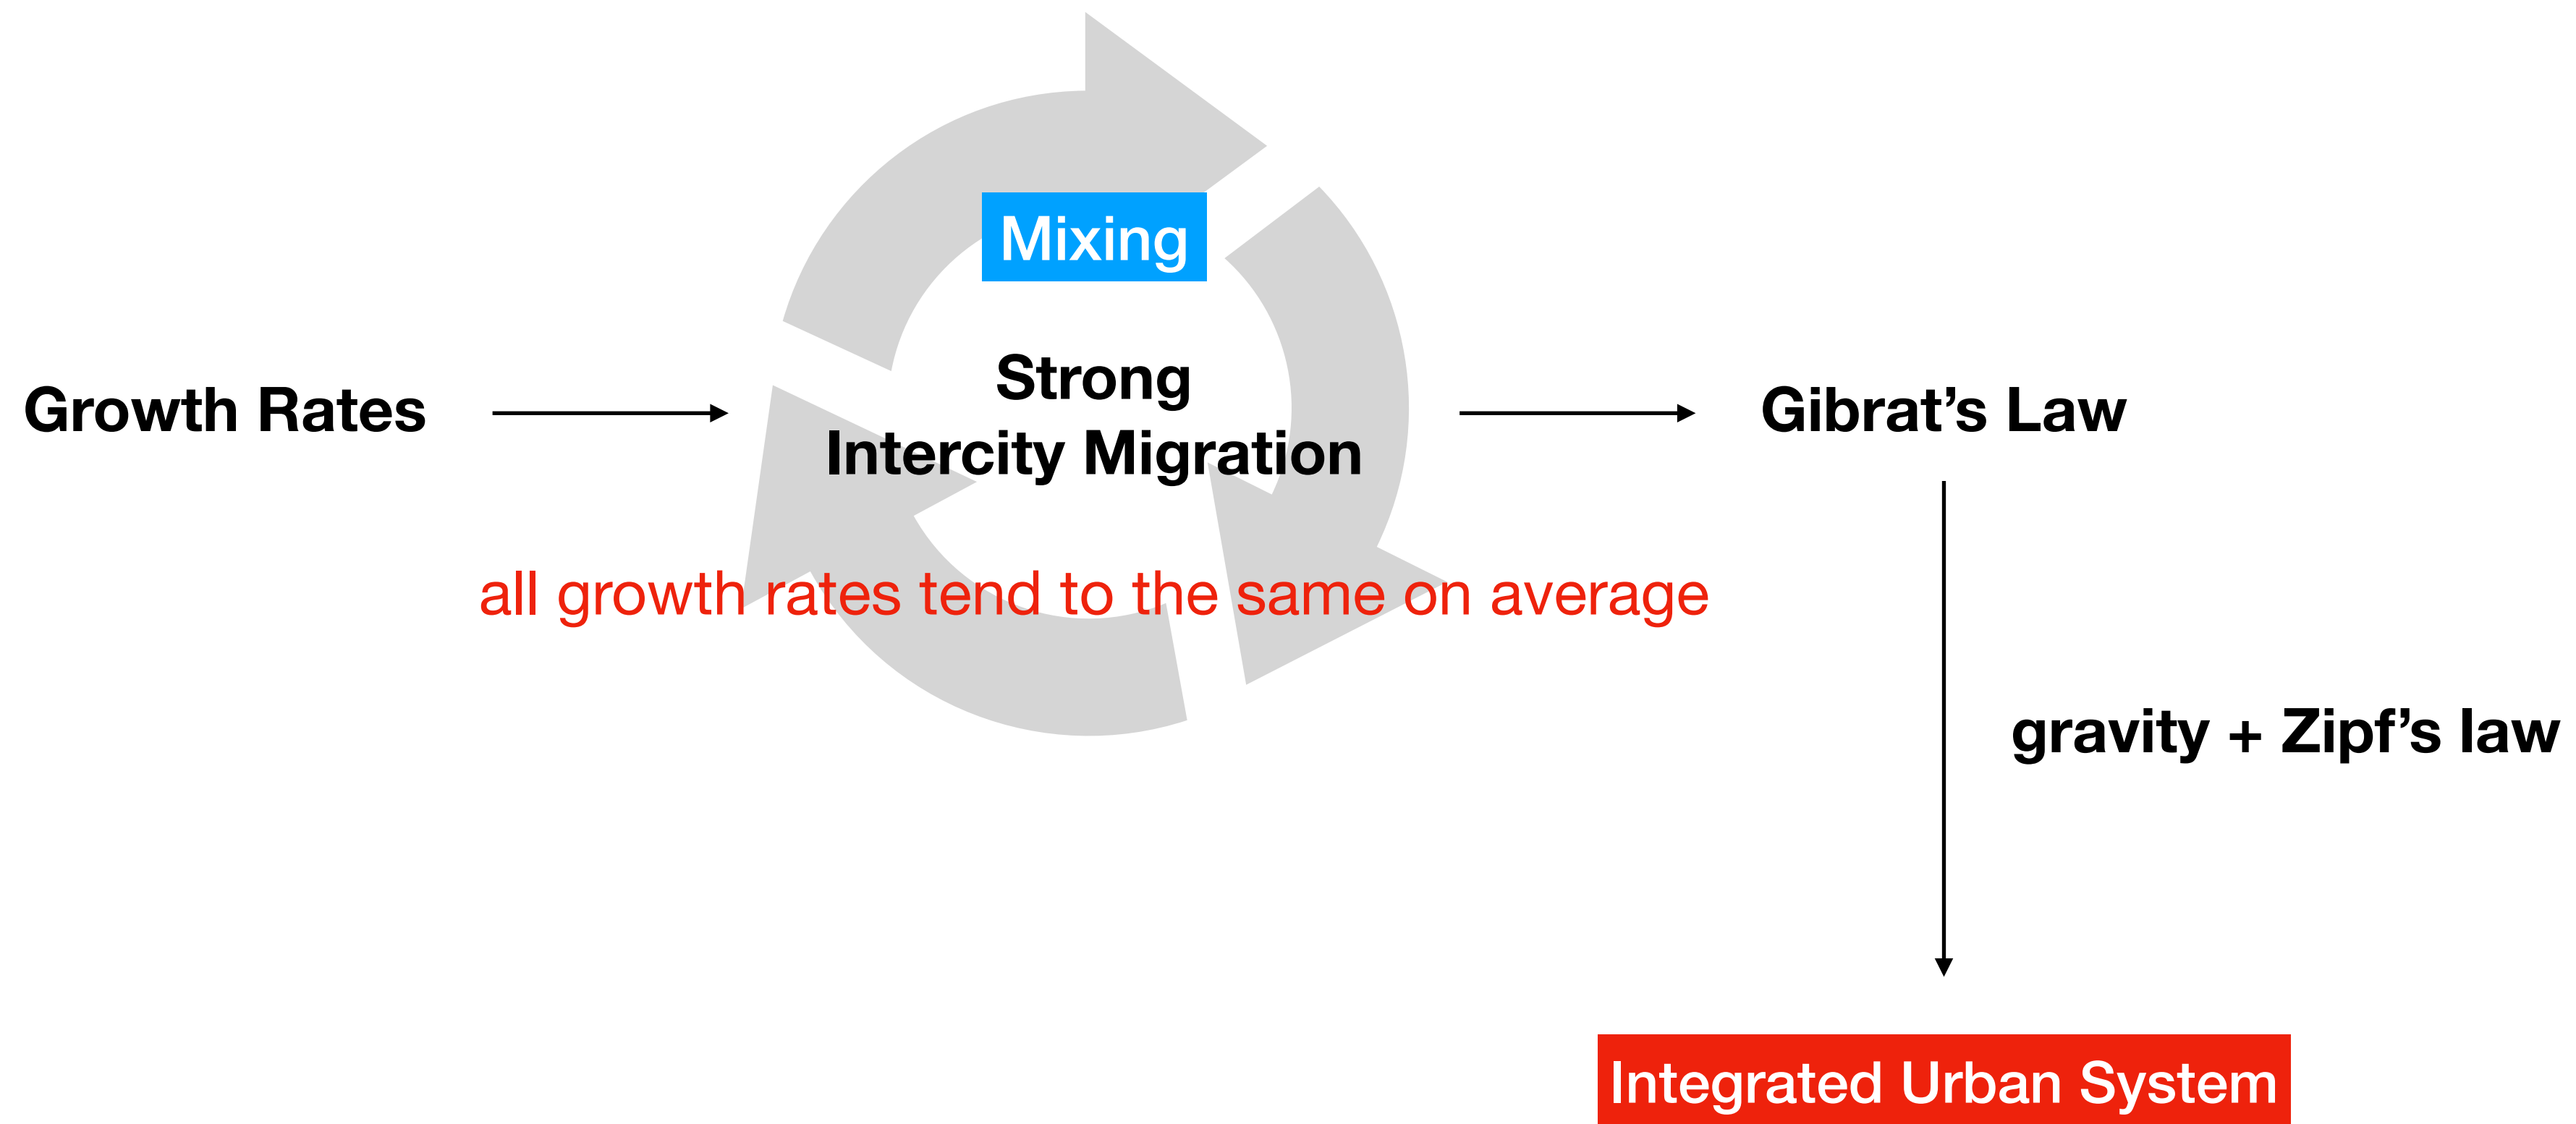 Mixing
Strong
Intercity Migration
Growth Rates
Gibrat’s Law
all growth rates tend to the same on average
gravity + Zipf’s law
Integrated Urban System